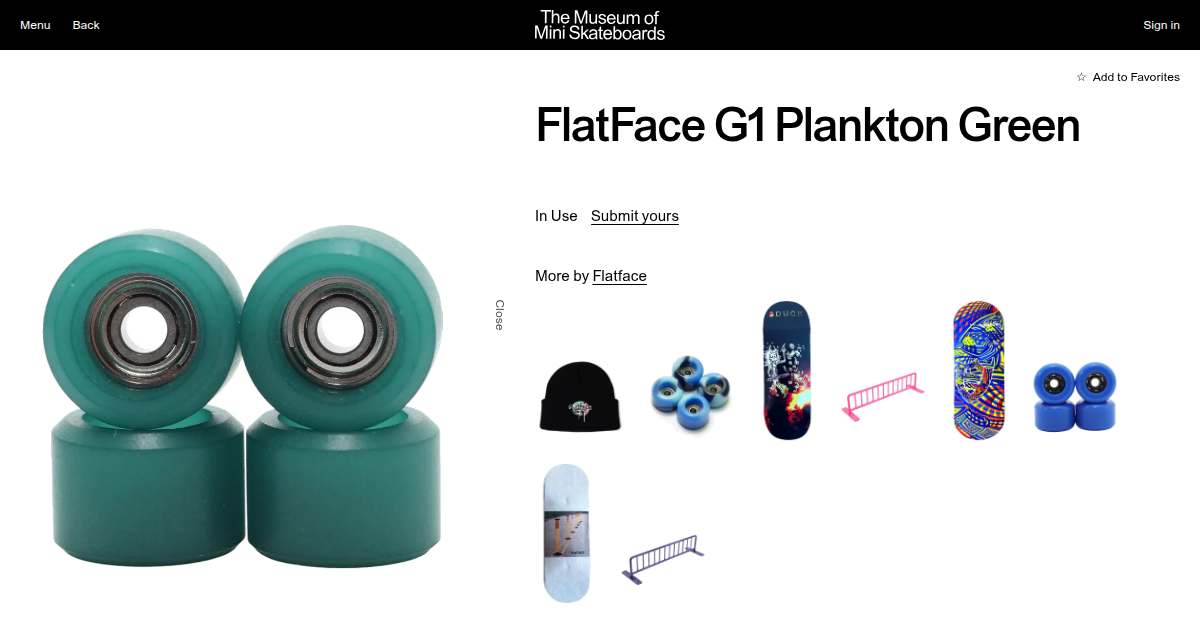 Menu
Back
The Museum of
Mini Skateboards
Sign in
☆ Add to Favorites
FlatFace G1 Plankton Green
In Use
Submit yours
More by Flatface
Close